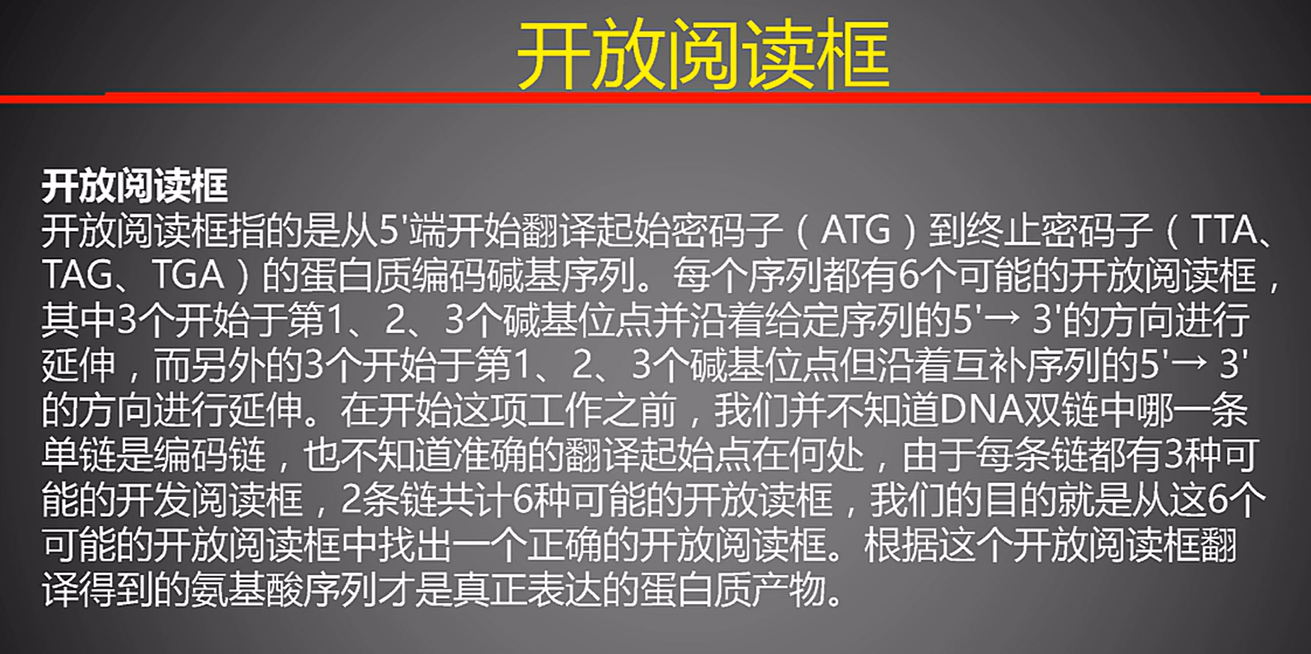 开放阅读框
开放阅读框
开放阅读框指的是从5'端开始翻译起始密码子（ATG）到终止密码子（TTA、
TAG、TGA）的蛋白质编码碱基序列。每个序列都有6个可能的开放阅读框，
其中3个开始于第1、2、3个碱基位点并沿着给定序列的5'→ 3'的方向进行
延伸，而另外的3个开始于第1、2、3个碱基位点但沿着互补序列的5'→ 3'
的方向进行延伸。在开始这项工作之前，我们并不知道DNA双链中哪一条
单链是编码链，也不知道准确的翻译起始点在何处，由于每条链都有3种可
能的开发阅读框，2条链共计6种可能的开放读框，我们的目的就是从这6个
可能的开放阅读框中找出一个正确的开放阅读框。根据这个开放阅读框翻
译得到的氨基酸序列才是真正表达的蛋白质产物。